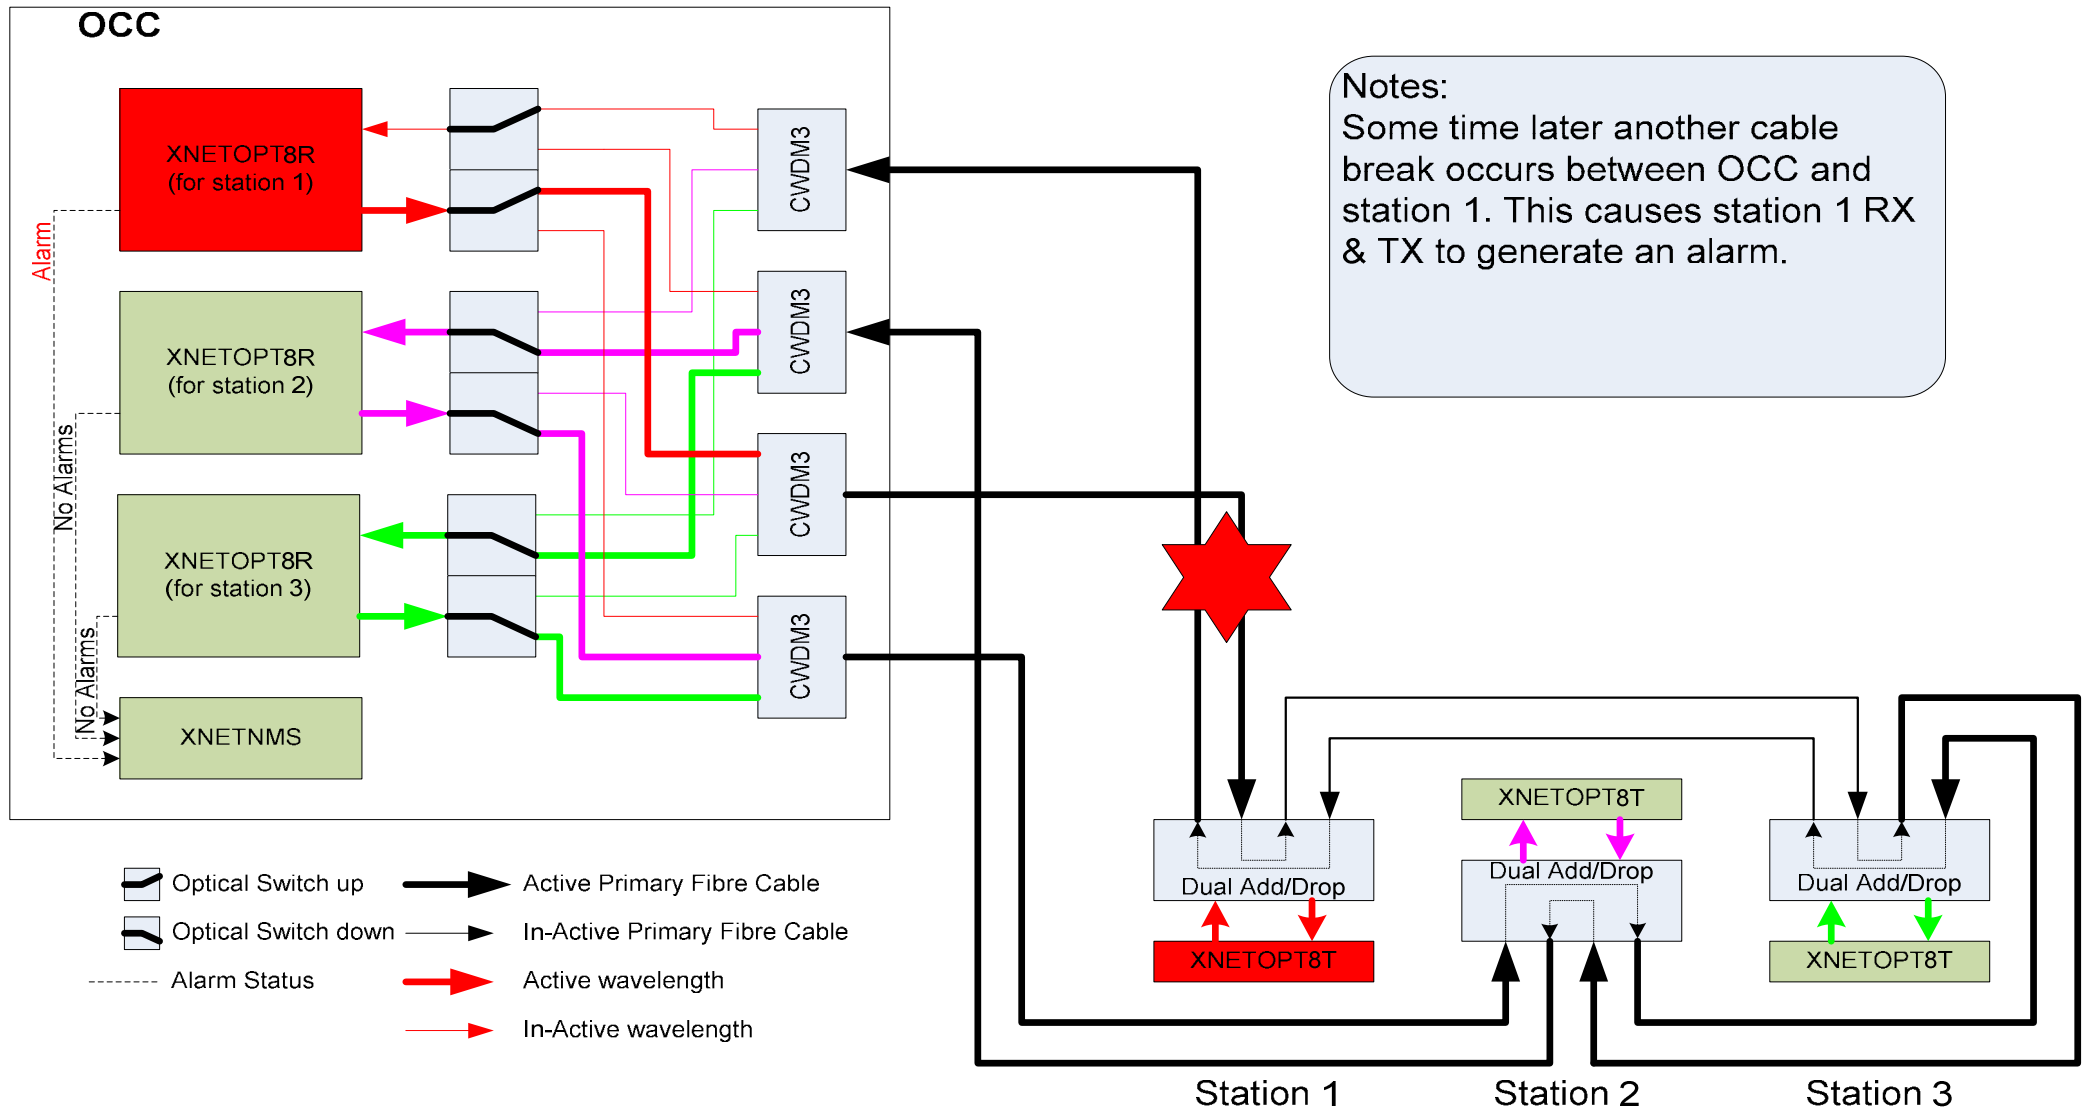 OCC
XNETOPT8R
(for station 1)
CWDM3
Alarm
Notes:
Some time later another cable
break occurs between OCC and
station 1. This causes station 1 RX
& TX to generate an alarm.
XNETOPT8R
(for station 2)
CWDM3
No Alarms
XNETOPT8R
(for station 3)
CWDM3
No Alarms
CWDM3
XNETNMS
XNETOPT8T
Dual Add/Drop
Dual Add/Drop
Dual Add/Drop
XNETOPT8T
XNETOPT8T
Optical Switch up
Active Primary Fibre Cable
Optical Switch down
In-Active Primary Fibre Cable
Alarm Status
Active wavelength
In-Active wavelength
Station 1
Station 2
Station 3